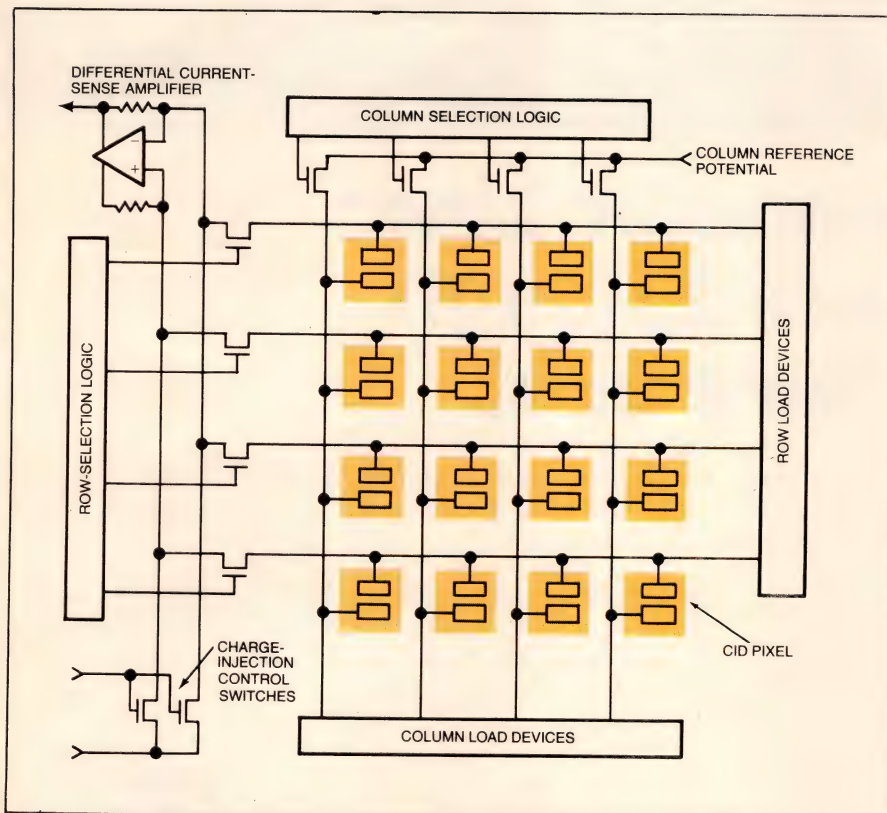 DIFFERENTIAL CURRENT-
SENSE AMPLIFIER
COLUMN SELECTION LOGIC
COLUMN REFERENCE
POTENTIAL
−
+
ROW-SELECTION LOGIC
ROW LOAD DEVICES
CHARGE-
INJECTION
CONTROL
SWITCHES
CID PIXEL
COLUMN LOAD DEVICES